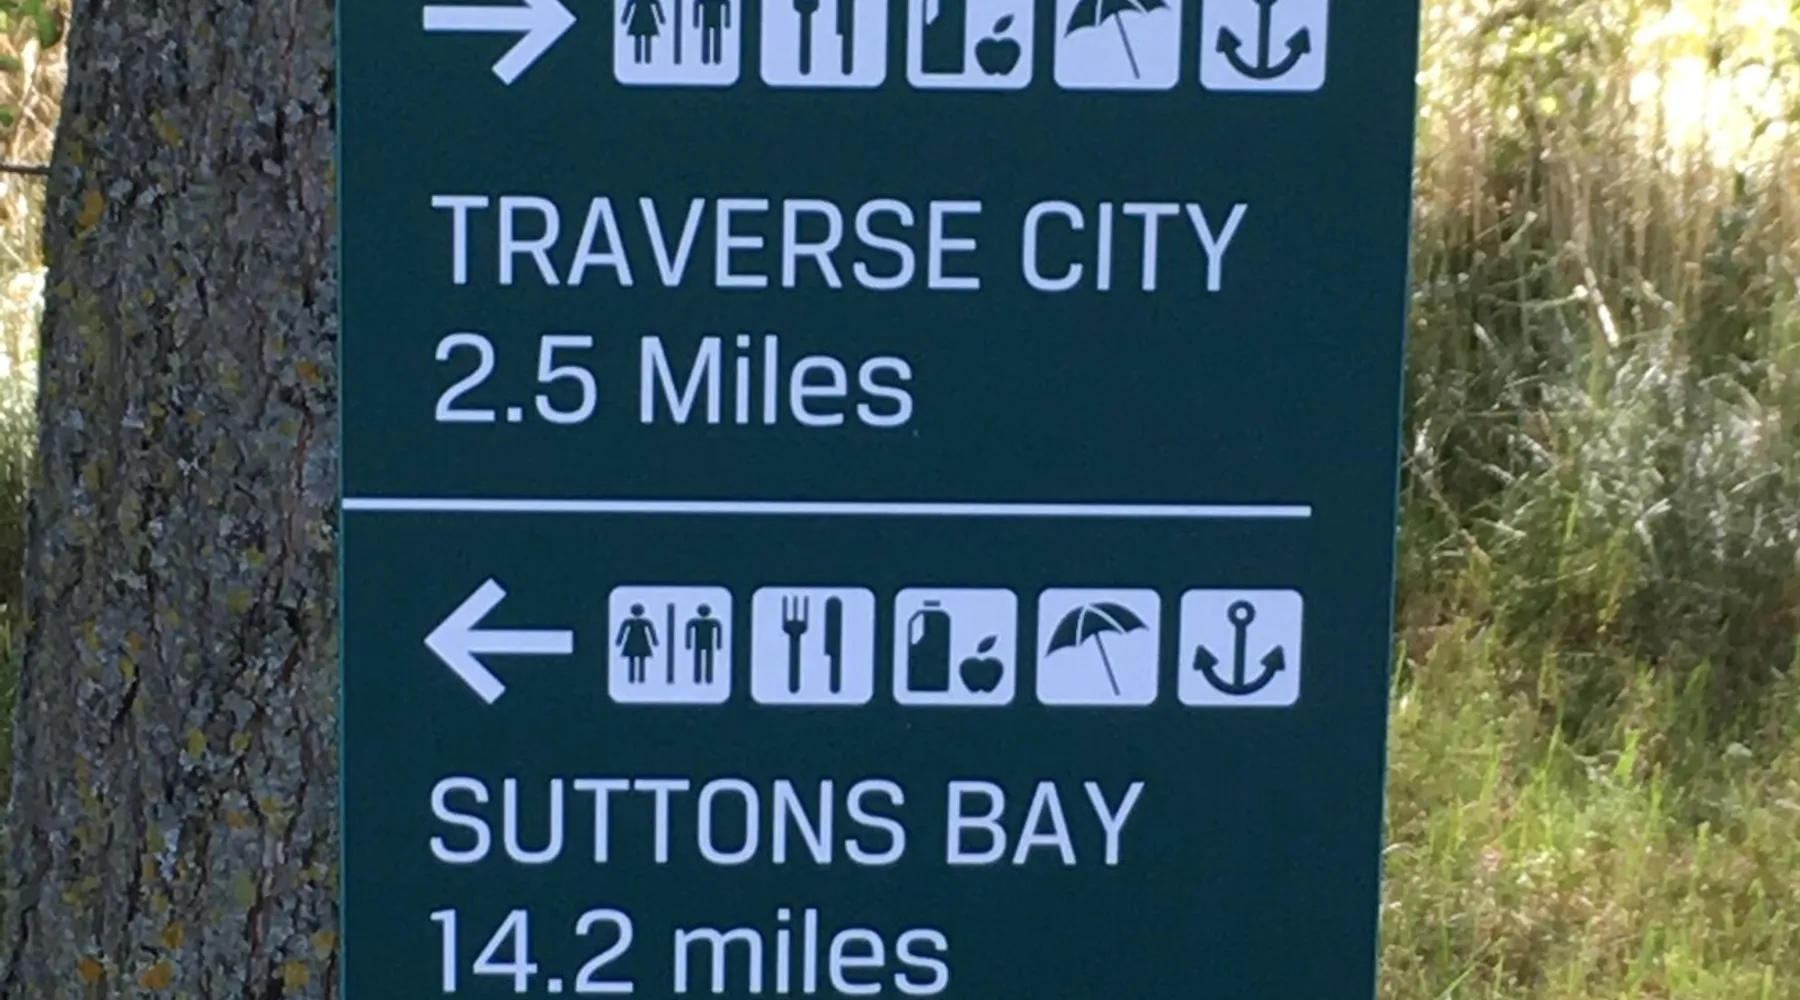 TRAVERSE CITY
2.5 Miles
SUTTONS BAY
14.2 miles